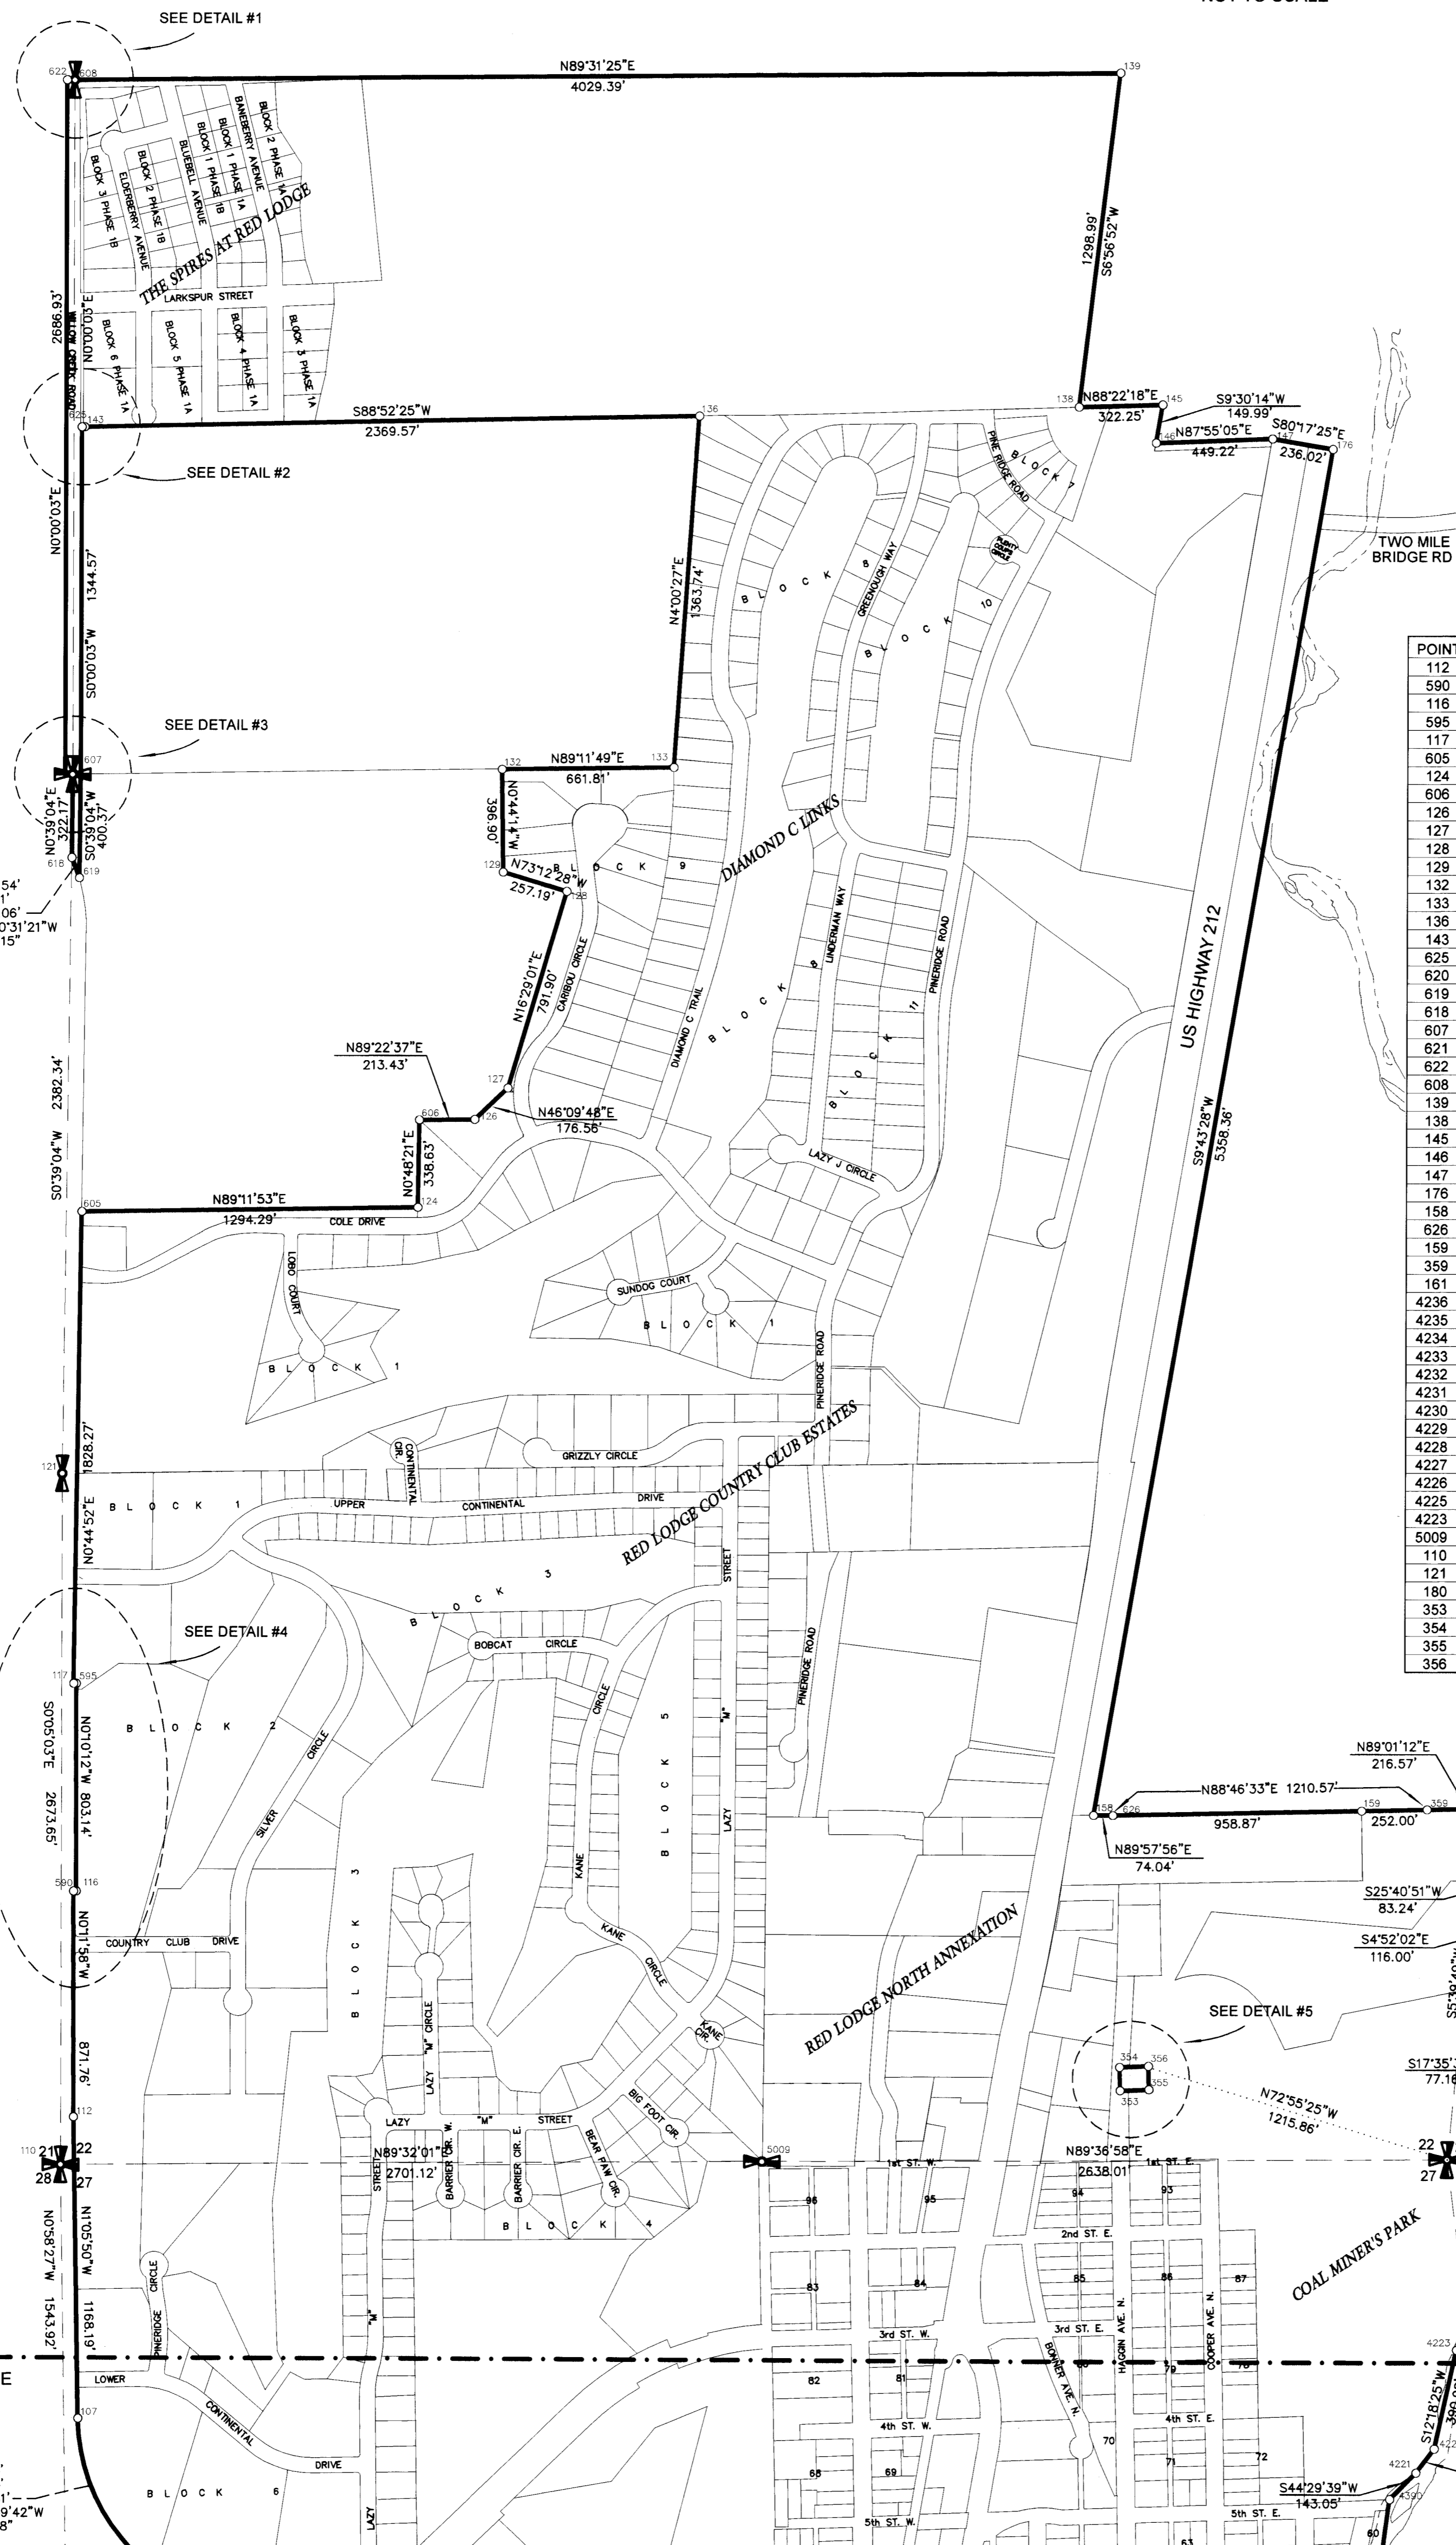 SEE DETAIL #1
622
608
N89°31'25"E
4029.39'
139
BLOCK 3 PHASE 1B
ELDERBERRY AVENUE
BLOCK 2 PHASE 1B
BLUEBELL AVENUE
BLOCK 1 PHASE 1B
BLOCK 1 PHASE 1A
BANEBERRY AVENUE
BLOCK 2 PHASE 1A
THE SPIRES AT RED LODGE
LARKSPUR STREET
BLOCK 6 PHASE 1A
BLOCK 5 PHASE 1A
BLOCK 4 PHASE 1A
BLOCK 3 PHASE 1A
2686.93'
WILLOW CREEK ROAD
N0°00'03"E
1298.99'
S6°56'52"W
625
143
S88°52'25"W
2369.57'
136
138
N88°22'18"E
322.25'
145
S9°30'14"W
149.99'
146
N87°55'05"E
449.22'
147
S80°17'25"E
236.02'
176
SEE DETAIL #2
N0°00'03"E
1344.57'
S0°00'03"W
N4°00'27"E
1363.74'
PINE RIDGE ROAD
BLOCK 7
PLENTY
COUPS
CIRCLE
BLOCK 8
GREENOUGH WAY
BLOCK 10
TWO MILE
BRIDGE RD
SEE DETAIL #3
607
132
N89°11'49"E
661.81'
133
N0°44'14"W
396.90'
N0°39'04"E
322.17'
S0°39'04"W
400.37'
618
619
129
N73°12'28"W
257.19'
128
BLOCK 9
DIAMOND C LINKS
54'
1'
06'
0°31'21"W
15"
N16°29'01"E
791.90'
CARIBOU CIRCLE
DIAMOND C TRAIL
BLOCK 8
LINDERMAN WAY
BLOCK 11
PINERIDGE ROAD
US HIGHWAY 212
S9°43'28"W
5358.36'
2382.34'
S0°39'04"W
N89°22'37"E
213.43'
127
606
126
N46°09'48"E
176.56'
N0°48'21"E
338.63'
LAZY J CIRCLE
605
N89°11'53"E
1294.29'
124
COLE DRIVE
LOBO COURT
SUNDOG COURT
BLOCK 1
BLOCK 1
PINERIDGE ROAD
POINT
112
590
116
595
117
605
124
606
126
127
128
129
132
133
136
143
625
620
619
618
607
621
622
608
139
138
145
146
147
176
158
626
159
359
161
4236
4235
4234
4233
4232
4231
4230
4229
4228
4227
4226
4225
4223
5009
110
121
180
353
354
355
356
1828.27'
N0°44'52"E
121
CONTINENTAL
CIR.
GRIZZLY CIRCLE
RED LODGE COUNTRY CLUB ESTATES
BLOCK 1
UPPER CONTINENTAL DRIVE
BLOCK 3
STREET
SEE DETAIL #4
117
595
BOBCAT CIRCLE
CIRCLE
BLOCK 2
SILVER CIRCLE
BLOCK 5
"M"
LAZY
PINERIDGE ROAD
S0°05'03"E 2673.65'
N0°10'12"W 803.14'
KANE
N89°01'12"E
216.57'
N88°46'33"E 1210.57'
158
626
958.87'
159
252.00'
359
N89°57'56"E
74.04'
590
116
S25°40'51"W
83.24'
N0°11'58"W
871.76'
COUNTRY CLUB DRIVE
BLOCK 3
KANE CIRCLE
RED LODGE NORTH ANNEXATION
S4°52'02"E
116.00'
SEE DETAIL #5
KANE
CIR.
LAZY "M" CIRCLE
354
356
355
353
S17°35'
77.16
N72°55'25"W
1215.86'
112
LAZY "M" STREET
BIG FOOT CIR.
110
21
22
28
27
N89°32'01"E
2701.12'
STREET
BARRIER CIR. W.
BARRIER CIR. E.
BEAR PAW CIR.
BLOCK 4
5009
1st ST. W.
N89°36'58"E
2638.01'
1st ST. E.
22
27
96
95
94
93
2nd ST. E.
COAL MINER'S PARK
N0°58'27"W 1543.92'
N1°05'50"W 1168.19'
PINERIDGE CIRCLE
"M"
83
84
85
86
87
HAGGIN AVE. N.
COOPER AVE. N.
3rd ST. W.
3rd ST. E.
BONNER AVE. N.
4223
E
LOWER CONTINENTAL DRIVE
107
82
81
79
4th ST. W.
4th ST. E.
S12°18'25"W
70
71
72
68
69
4221
S44°29'39"W
143.05'
4390
BLOCK 6
LAZY
1'
9'42"W
8"
5th ST. W.
5th ST. E.
63
60